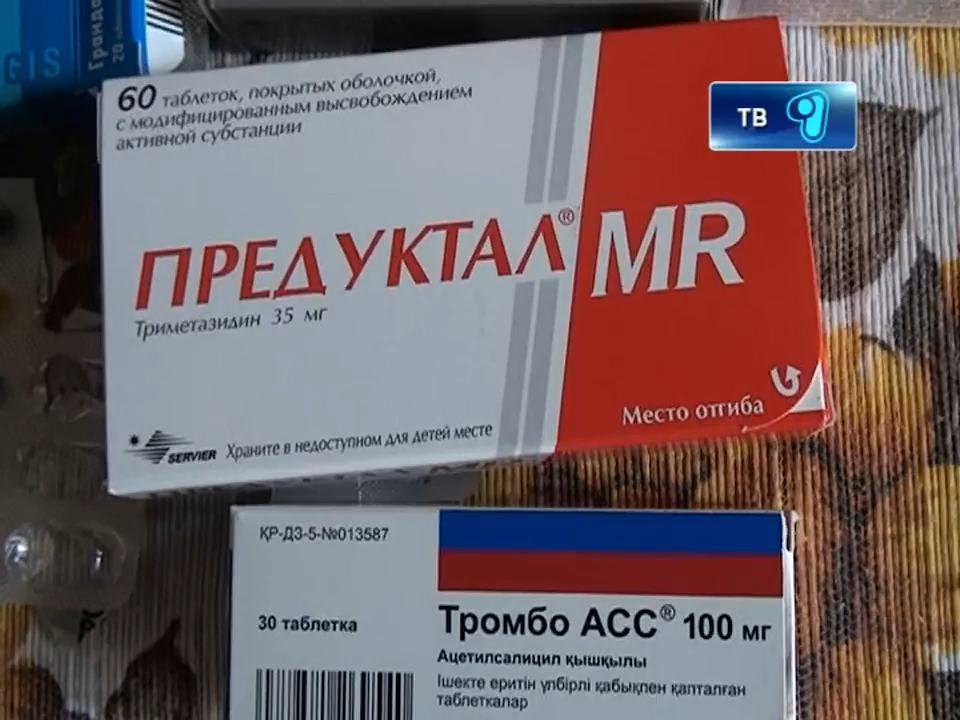 GIS
60 таблеток, покрытых оболочкой,
с модифицированным высвобождением
активной субстанции
ТВ
ПРЕДУКТАЛ® MR
Триметазидин 35 мг
Место отгиба
SERVIER Храните в недоступном для детей месте
ҚР-ДЗ-5-№013587
30 таблетка
Тромбо АСС® 100 мг
Ацетилсалицил қышқылы
Ішекте еритін үлбірлі қабықпен қапталған
таблеткалар